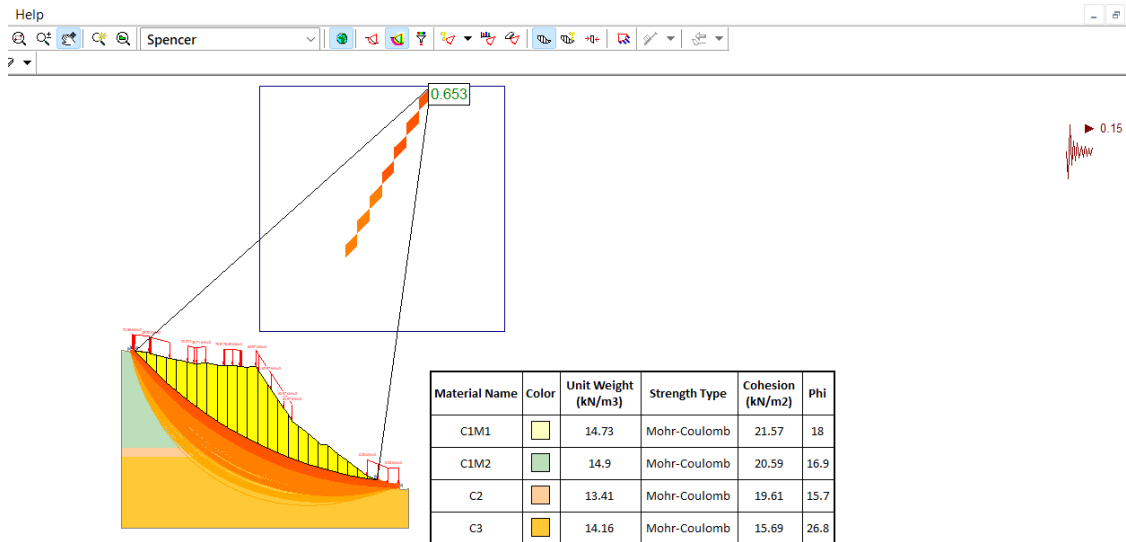 Help
Spencer
0.653
0.15
Material Name Color Unit Weight (kN/m3) Strength Type Cohesion (kN/m2) Phi
C1M1 14.73 Mohr-Coulomb 21.57 18
C1M2 14.9 Mohr-Coulomb 20.59 16.9
C2 13.41 Mohr-Coulomb 19.61 15.7
C3 14.16 Mohr-Coulomb 15.69 26.8